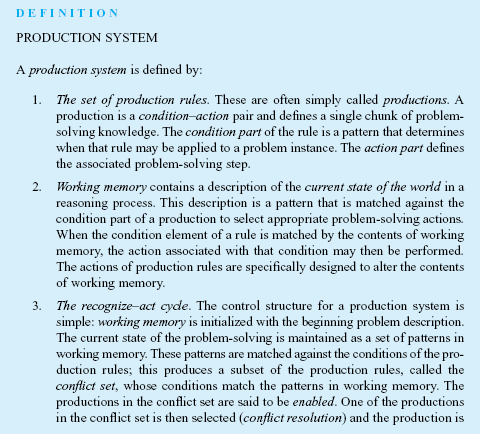 DEFINITION
PRODUCTION SYSTEM
A production system is defined by:
1. The set of production rules. These are often simply called productions. A
production is a condition–action pair and defines a single chunk of problem-
solving knowledge. The condition part of the rule is a pattern that determines
when that rule may be applied to a problem instance. The action part defines
the associated problem-solving step.
2. Working memory contains a description of the current state of the world in a
reasoning process. This description is a pattern that is matched against the
condition part of a production to select appropriate problem-solving actions.
When the condition element of a rule is matched by the contents of working
memory, the action associated with that condition may then be performed.
The actions of production rules are specifically designed to alter the contents
of working memory.
3. The recognize–act cycle. The control structure for a production system is
simple: working memory is initialized with the beginning problem description.
The current state of the problem-solving is maintained as a set of patterns in
working memory. These patterns are matched against the conditions of the pro-
duction rules; this produces a subset of the production rules, called the
conflict set, whose conditions match the patterns in working memory. The
productions in the conflict set are said to be enabled. One of the productions
in the conflict set is then selected (conflict resolution) and the production is